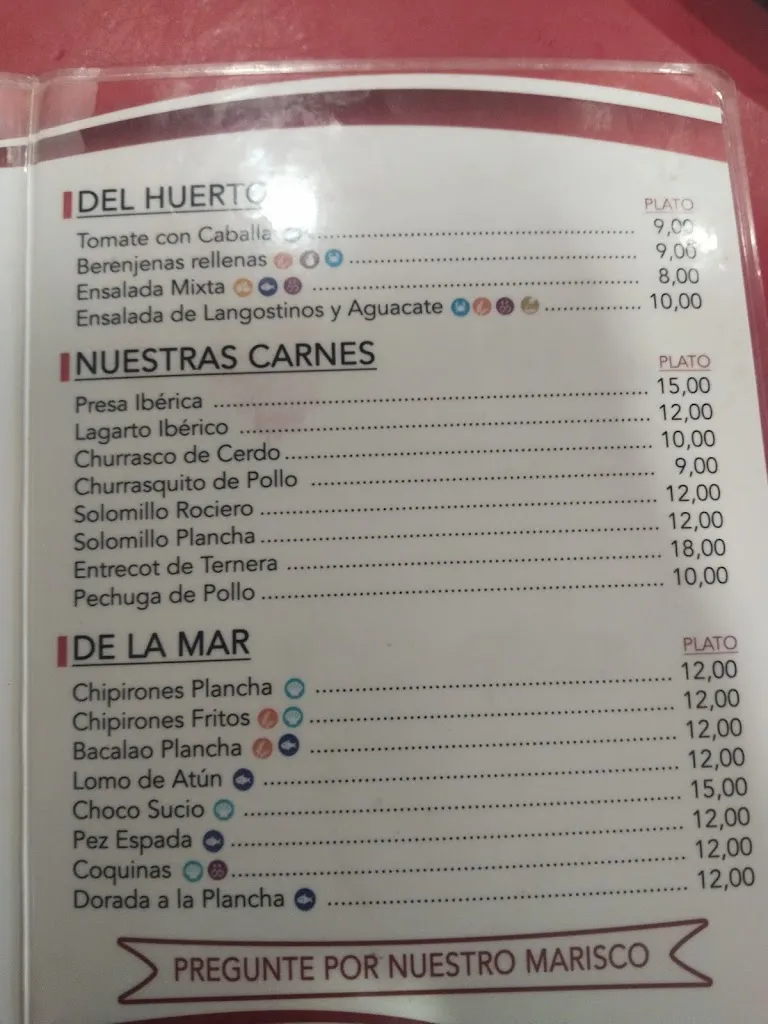 DEL HUERTO
PLATO
Tomate con Caballa ........ 9,00
Berenjenas rellenas ........ 9,00
Ensalada Mixta ........ 8,00
Ensalada de Langostinos y Aguacate ........ 10,00
NUESTRAS CARNES
PLATO
Presa Ibérica ........ 15,00
Lagarto Ibérico ........ 12,00
Churrasco de Cerdo ........ 10,00
Churrasquito de Pollo ........ 9,00
Solomillo Rociero ........ 12,00
Solomillo Plancha ........ 12,00
Entrecot de Ternera ........ 18,00
Pechuga de Pollo ........ 10,00
DE LA MAR
PLATO
Chipirones Plancha ........ 12,00
Chipirones Fritos ........ 12,00
Bacalao Plancha ........ 12,00
Lomo de Atún ........ 12,00
Choco Sucio ........ 15,00
Pez Espada ........ 12,00
Coquinas ........ 12,00
Dorada a la Plancha ........ 12,00
PREGUNTE POR NUESTRO MARISCO